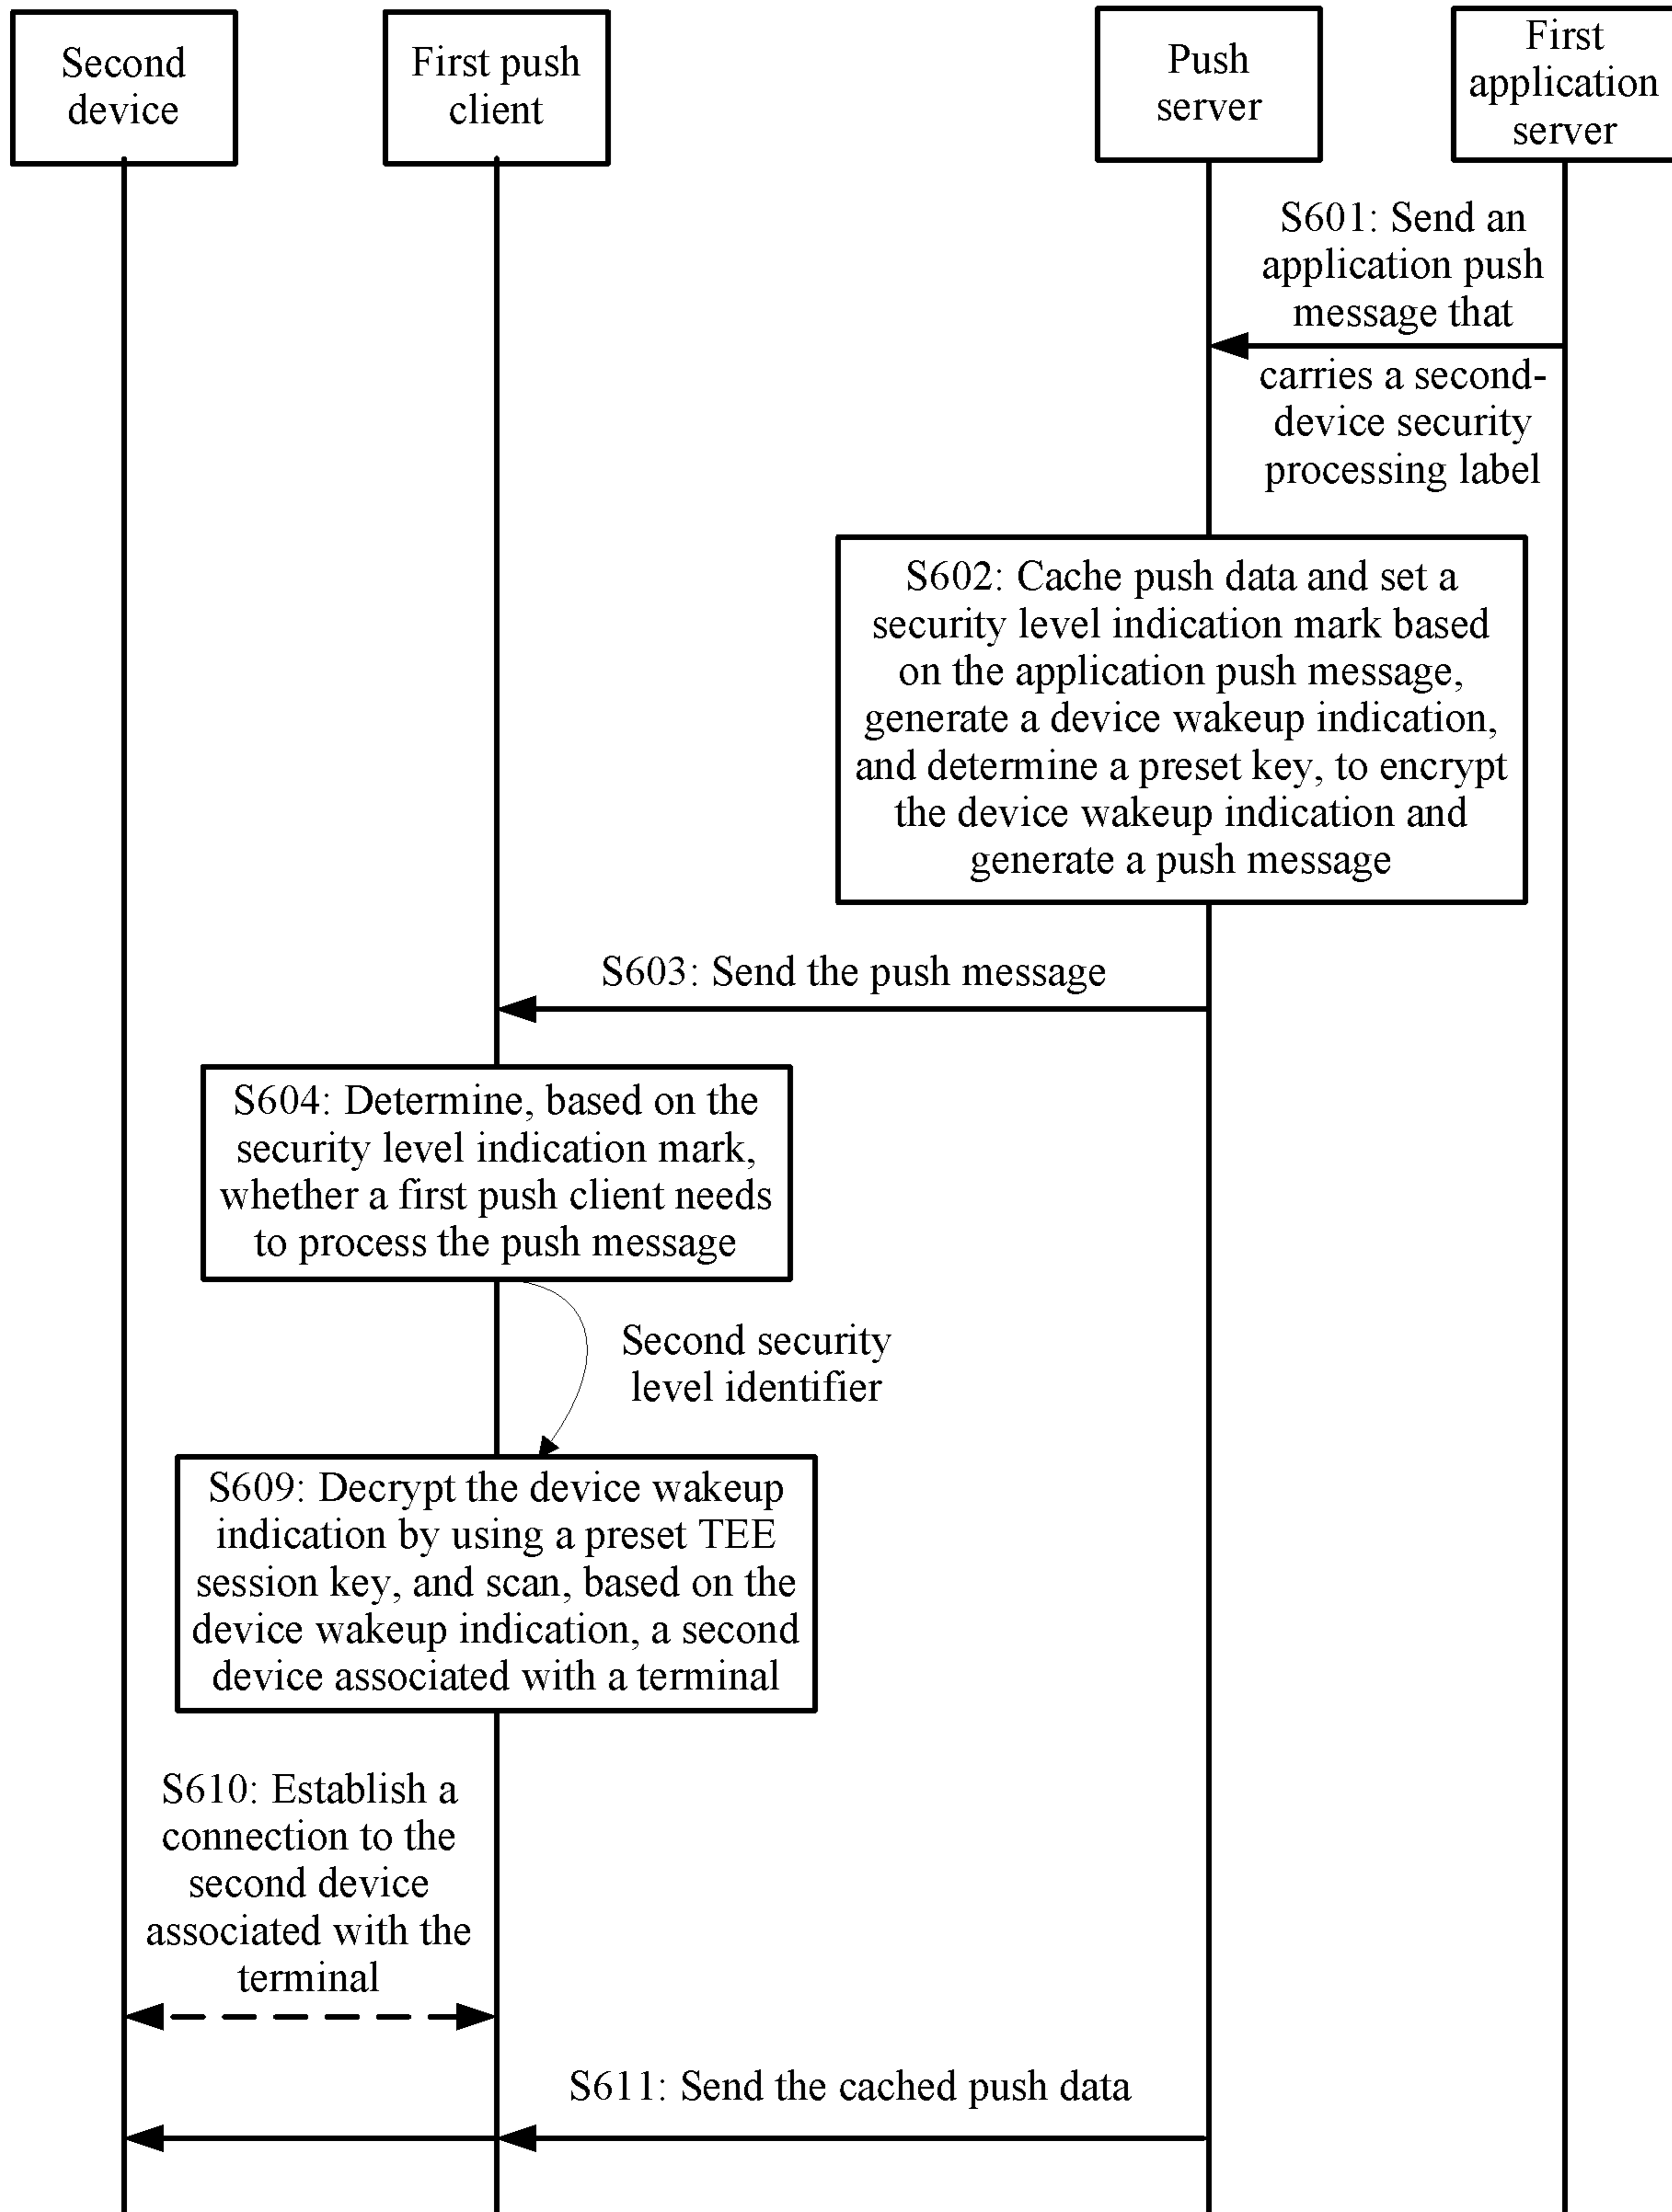 Second
device
First push
client
Push
server
First
application
server
S601: Send an
application push
message that
carries a second-
device security
processing label
S602: Cache push data and set a
security level indication mark based
on the application push message,
generate a device wakeup indication,
and determine a preset key, to encrypt
the device wakeup indication and
generate a push message
S603: Send the push message
S604: Determine, based on the
security level indication mark,
whether a first push client needs
to process the push message
Second security
level identifier
S609: Decrypt the device wakeup
indication by using a preset TEE
session key, and scan, based on the
device wakeup indication, a second
device associated with a terminal
S610: Establish a
connection to the
second device
associated with the
terminal
S611: Send the cached push data